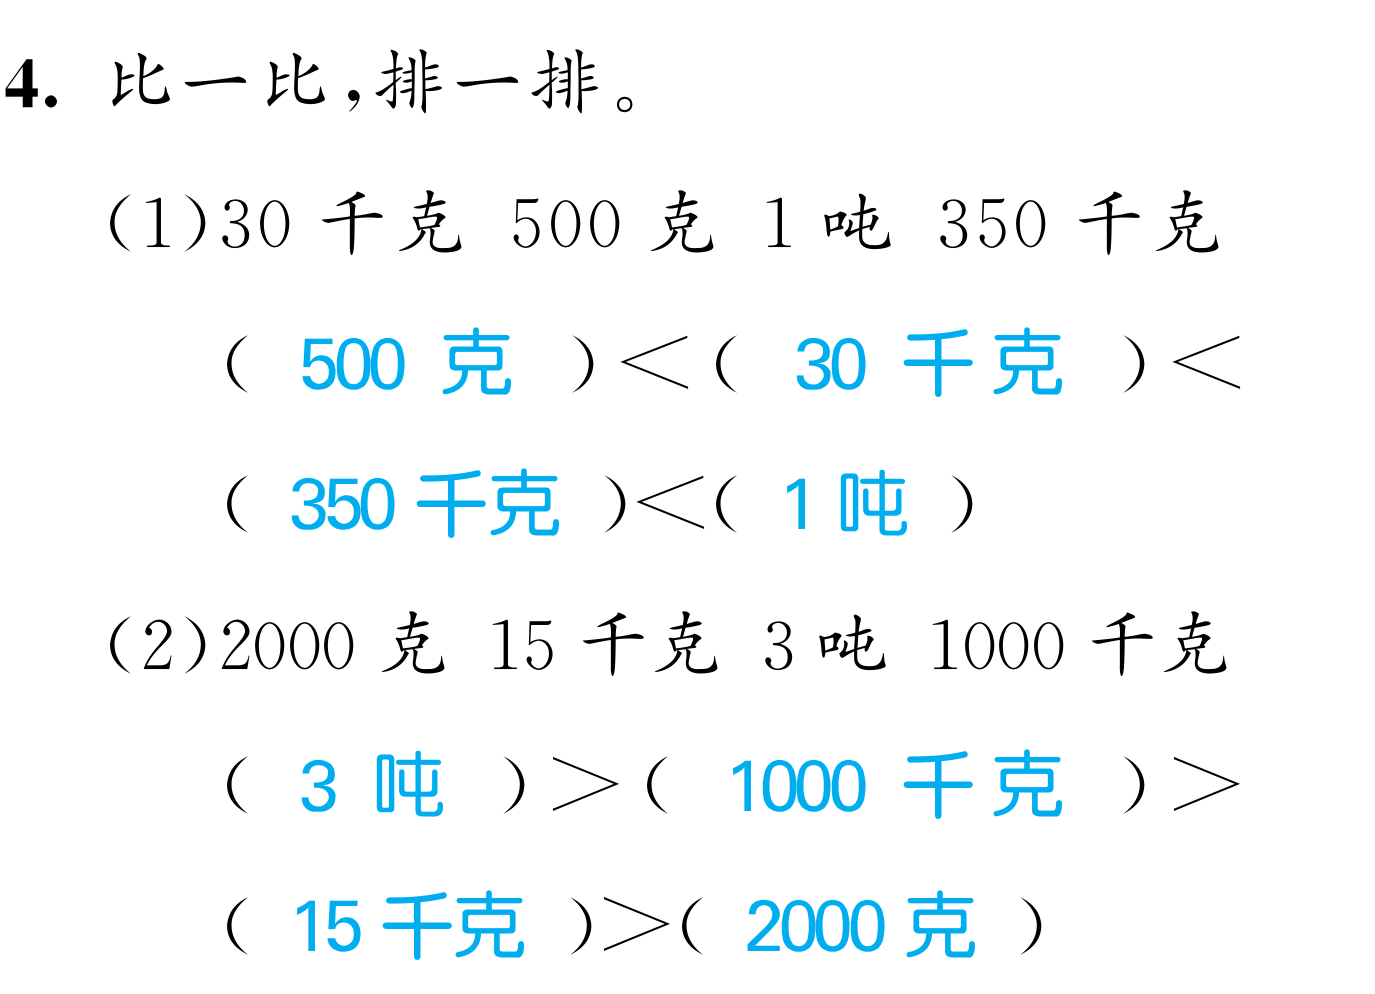 4. 比一比,排一排。
(1)30 千克 500 克 1 吨 350 千克
( 500 克 )<( 30 千克 )<
( 350 千克 )<( 1 吨 )
(2)2000 克 15 千克 3 吨 1000 千克
( 3 吨 )>( 1000 千克 )>
( 15 千克 )>( 2000 克 )